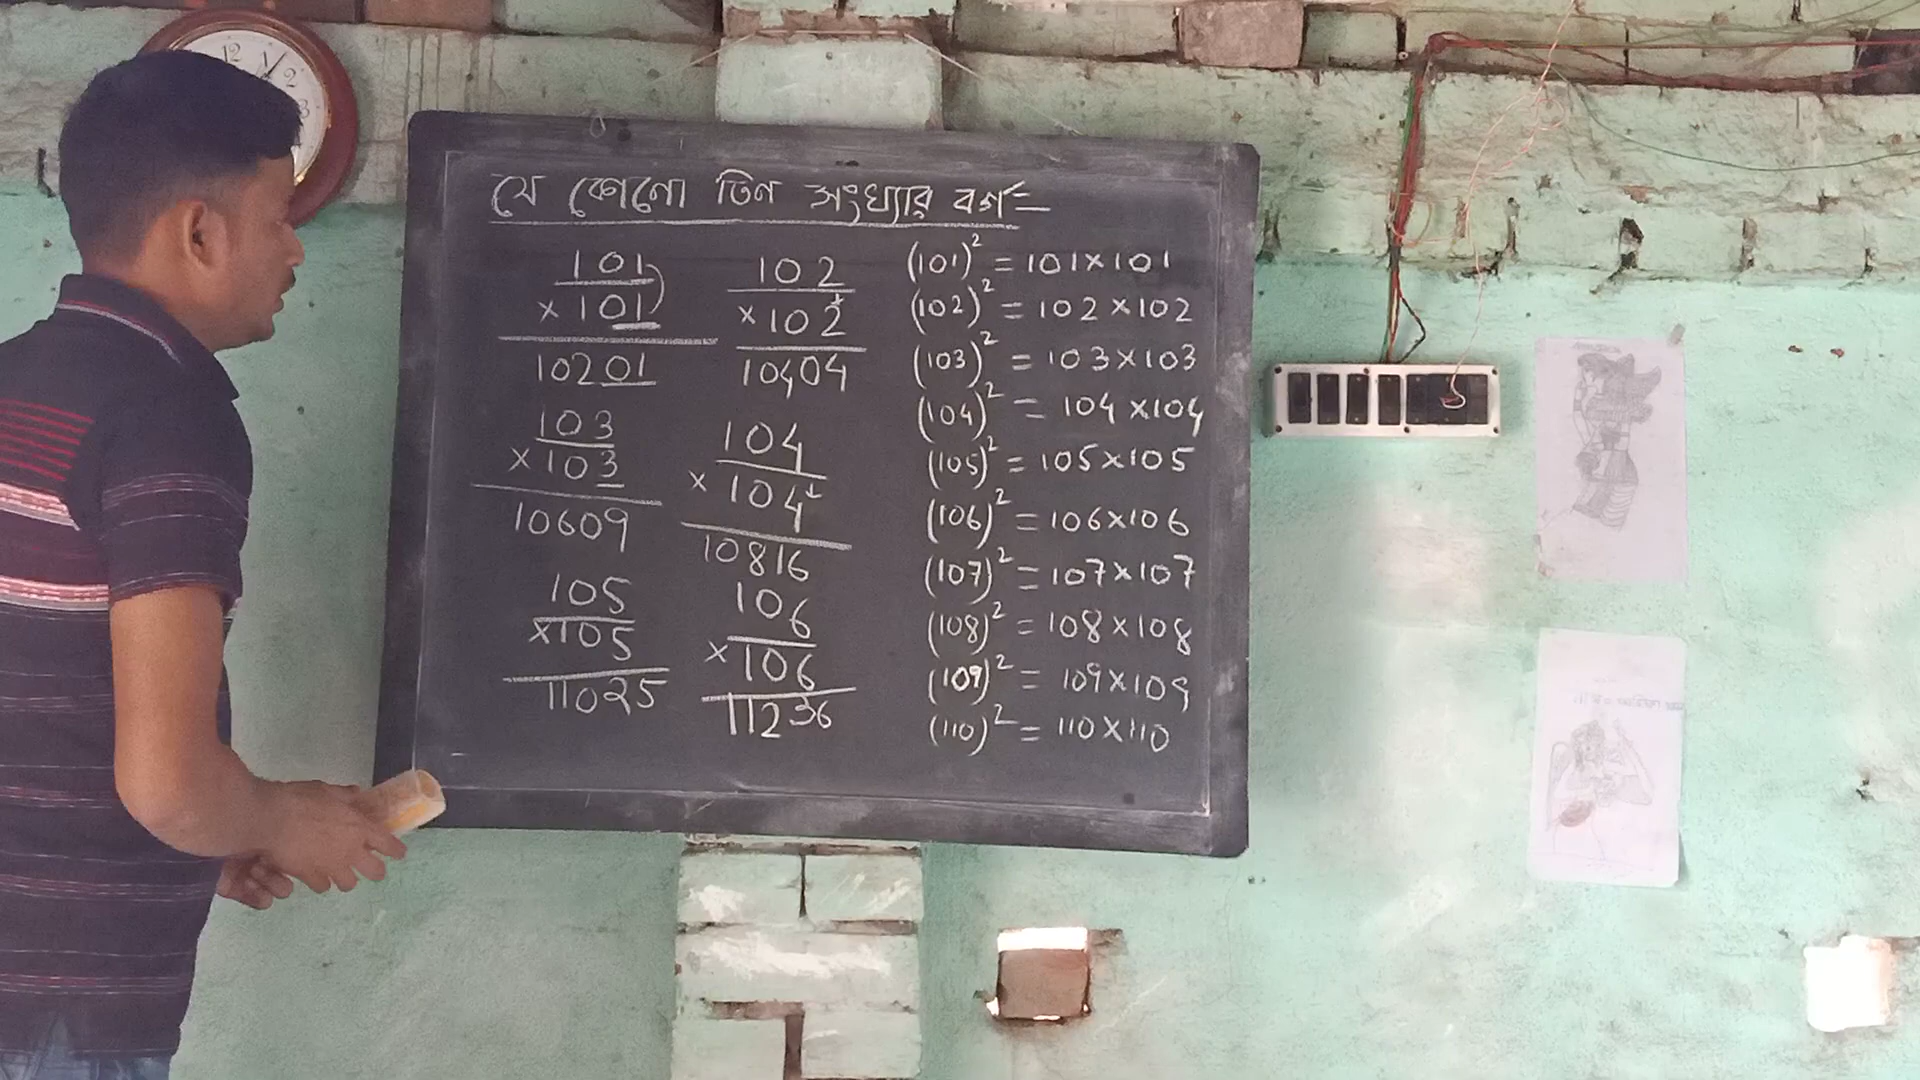 যে কোনো তিন সংখ্যার বর্গ =
101
× 101
10201
102
× 102
10404
103
× 103
10609
104
× 104
10816
105
×105
11025
106
× 106
11236
(101)² = 101×101
(102)² = 102×102
(103)² = 103×103
(104)² = 104×104
(105)² = 105×105
(106)² = 106×106
(107)² = 107×107
(108)² = 108×108
(109)² = 109×109
(110)² = 110×110
12
2
3